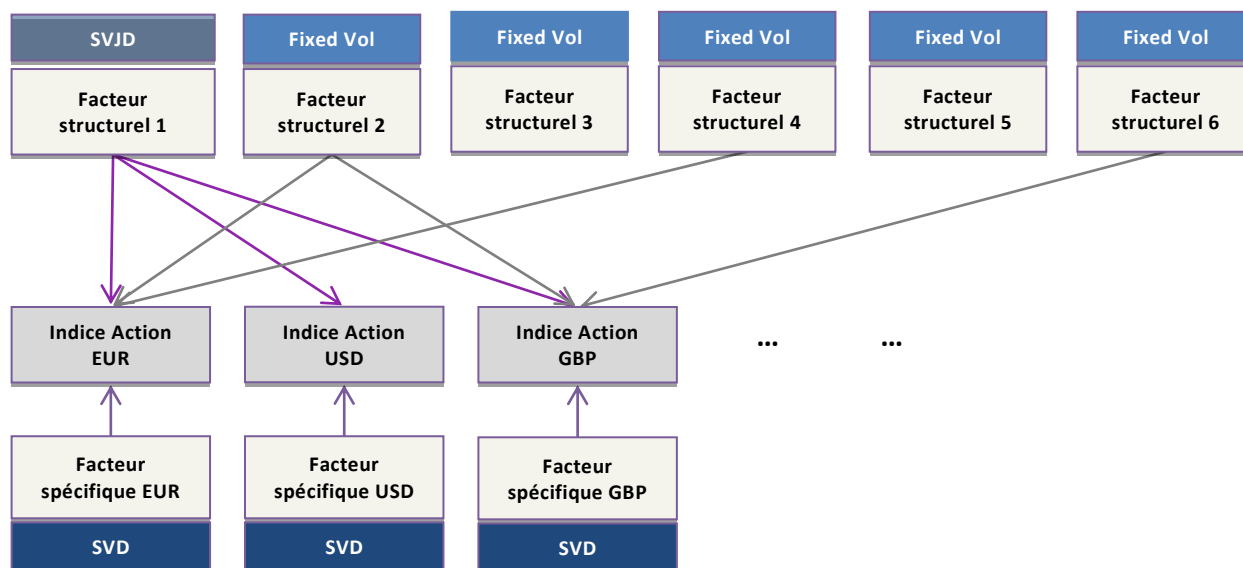 SVJD
Fixed Vol
Fixed Vol
Fixed Vol
Fixed Vol
Fixed Vol
Facteur
structurel 1
Facteur
structurel 2
Facteur
structurel 3
Facteur
structurel 4
Facteur
structurel 5
Facteur
structurel 6
Indice Action
EUR
Indice Action
USD
Indice Action
GBP
...
...
Facteur
spécifique EUR
Facteur
spécifique USD
Facteur
spécifique GBP
SVD
SVD
SVD